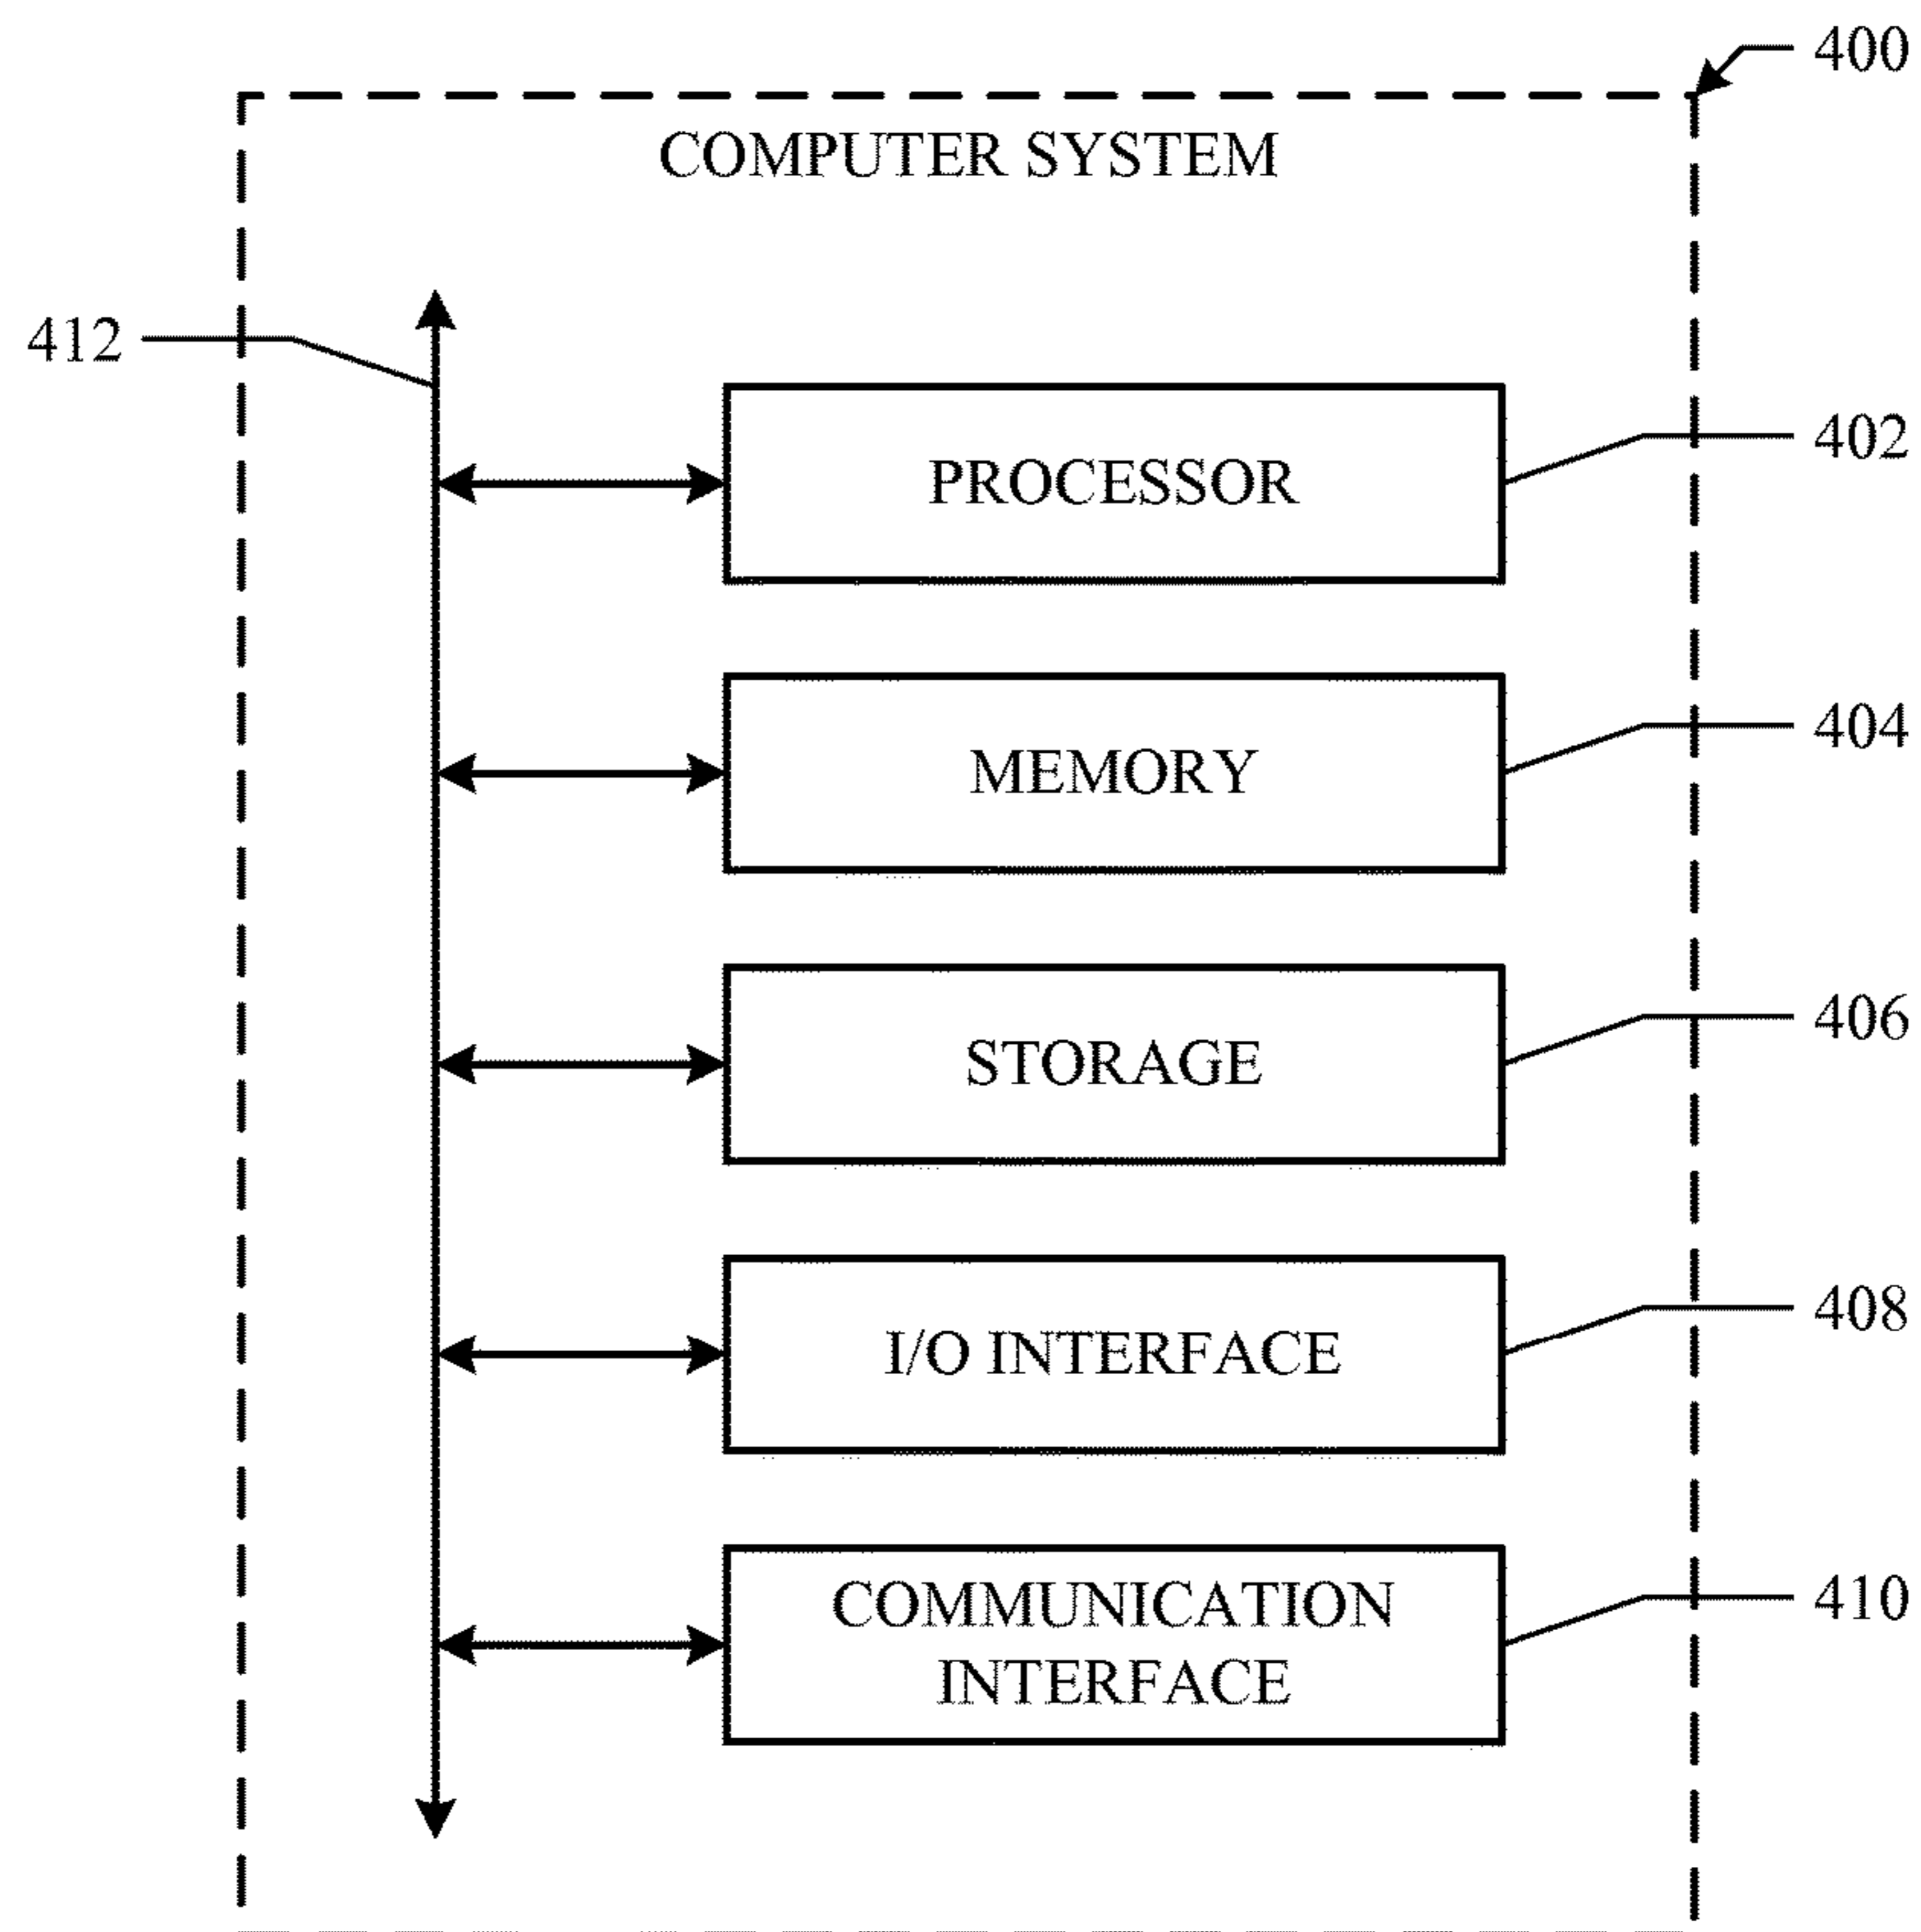 400
COMPUTER SYSTEM
412
402
PROCESSOR
404
MEMORY
406
STORAGE
408
I/O INTERFACE
410
COMMUNICATION
INTERFACE